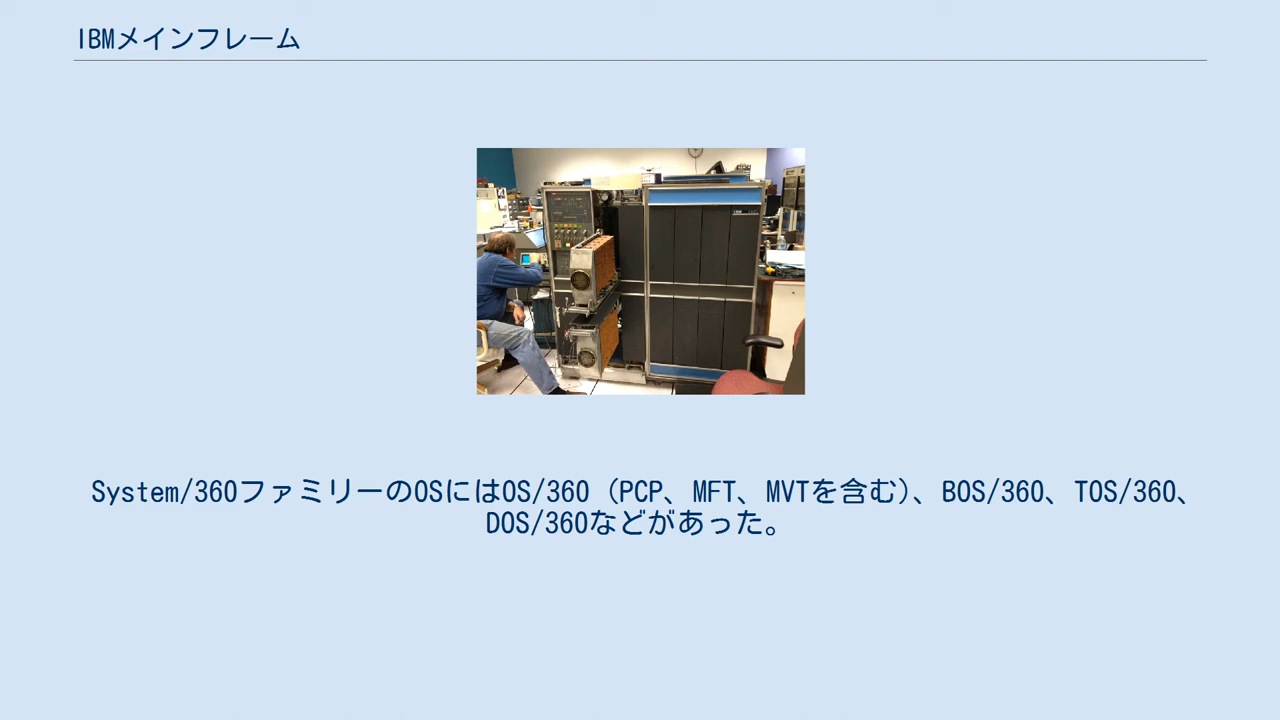 IBMメインフレーム
IBM
System/360ファミリーのOSにはOS/360（PCP、MFT、MVTを含む）、BOS/360、TOS/360、
DOS/360などがあった。